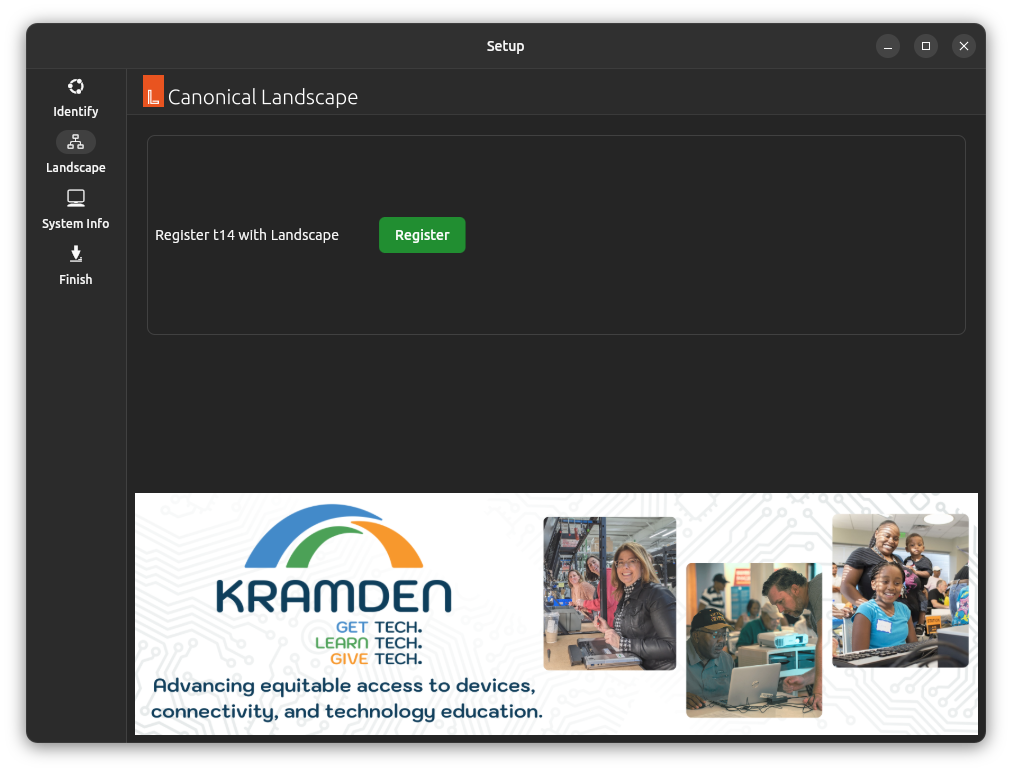 Setup
Identify
Landscape
System Info
Finish
L Canonical Landscape
Register t14 with Landscape
Register
KRAMDEN
GET TECH.
LEARN TECH.
GIVE TECH.
Advancing equitable access to devices,
connectivity, and technology education.